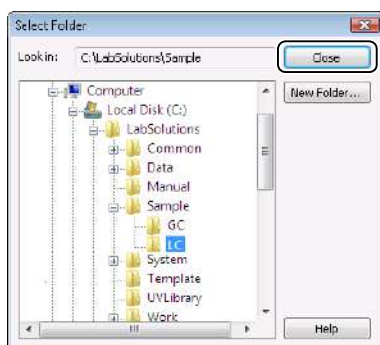 Select Folder
Look in: C:\LabSolutions\Sample Close
New Folder...
Computer
Local Disk (C:)
LabSolutions
Common
Data
Manual
Sample
GC
LC
System
Template
UVLibrary
Work
Help